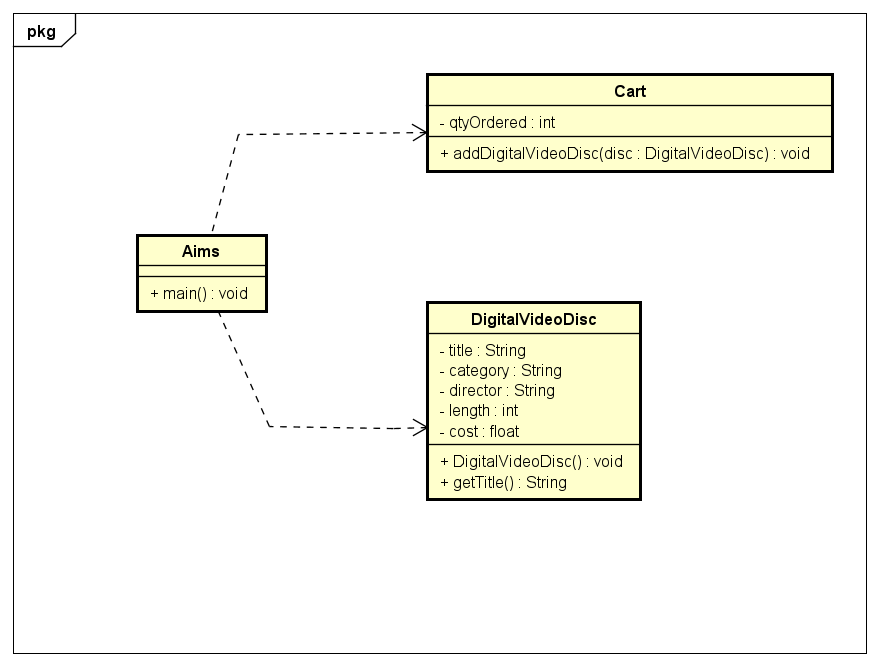 pkg
Cart
- qtyOrdered : int
+ addDigitalVideoDisc(disc : DigitalVideoDisc) : void
Aims
+ main() : void
DigitalVideoDisc
- title : String
- category : String
- director : String
- length : int
- cost : float
+ DigitalVideoDisc() : void
+ getTitle() : String